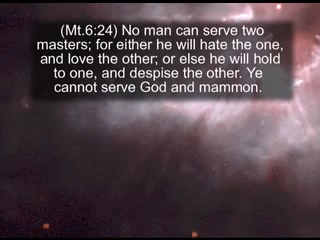 (Mt.6:24) No man can serve two
masters; for either he will hate the one,
and love the other; or else he will hold
to one, and despise the other. Ye
cannot serve God and mammon.